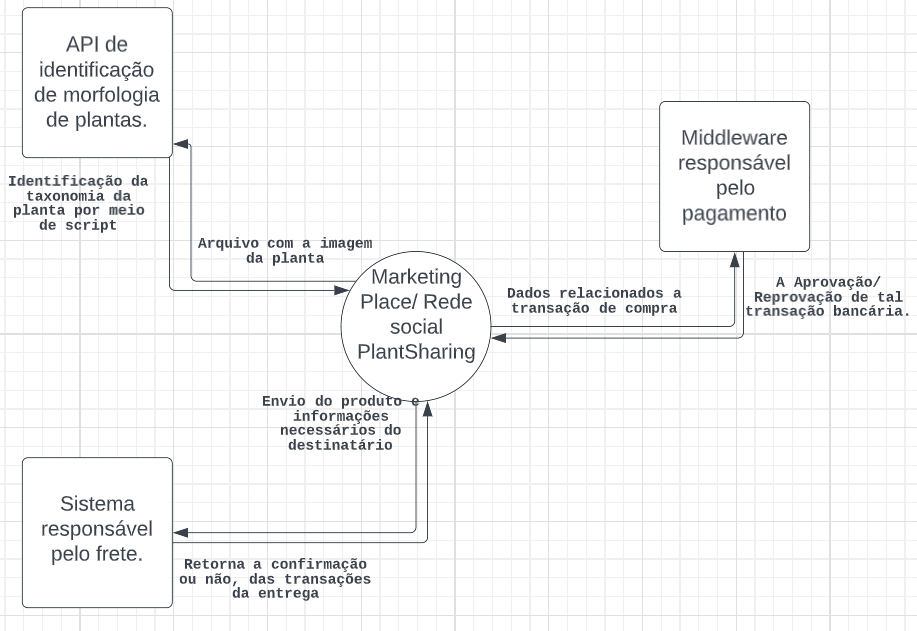 API de
identificação
de morfologia
de plantas.
Identificação da
taxonomia da
planta por meio
de script
Arquivo com a imagem
da planta
Middleware
responsável
pelo
pagamento
Marketing
Place/ Rede
social
PlantSharing
Dados relacionados a
transação de compra
A Aprovação/
Reprovação de tal
transação bancária.
Envio do produto e
informações
necessários do
destinatário
Sistema
responsável
pelo frete.
Retorna a confirmação
ou não, das transações
da entrega